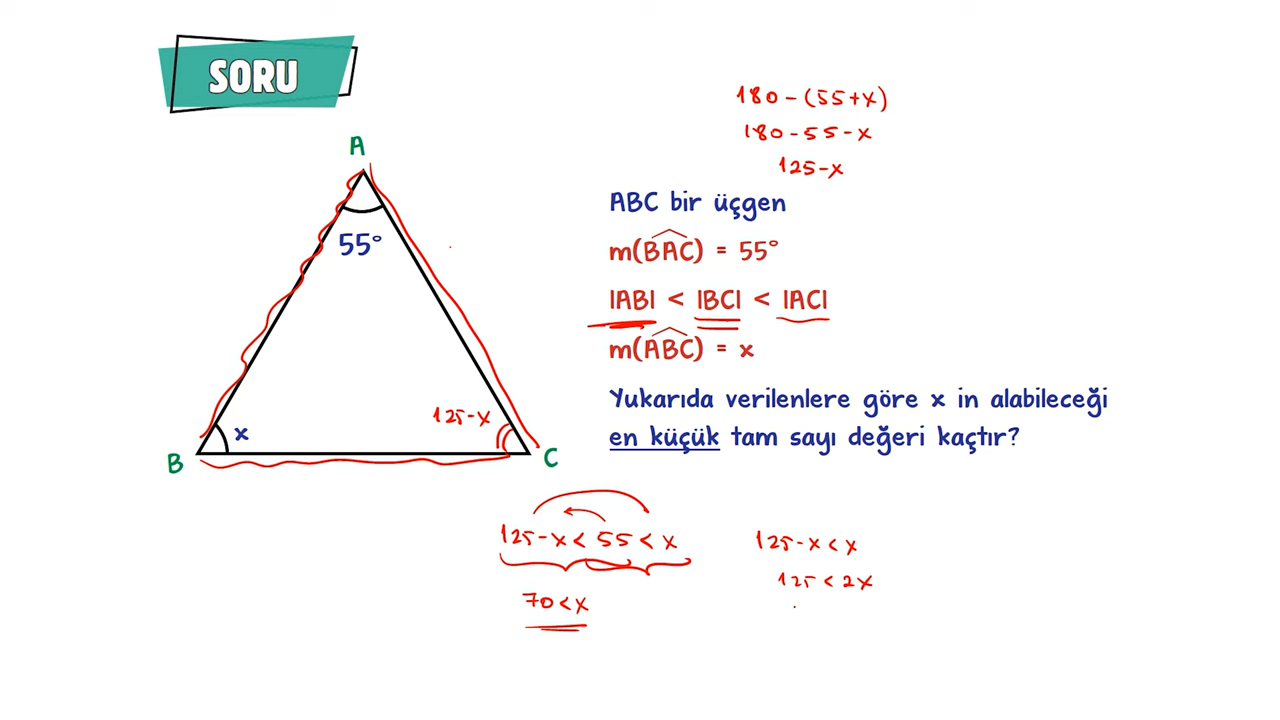 SORU
180-(55+x)
180-55-x
125-x
A
ABC bir üçgen
55°
m(BAC) = 55°
|AB| < |BC| < |AC|
m(ABC) = x
Yukarıda verilenlere göre x in alabileceği
en küçük tam sayı değeri kaçtır?
125-x
x
B
C
125-x < 55 < x
125-x < x
125 < 2x
70 < x